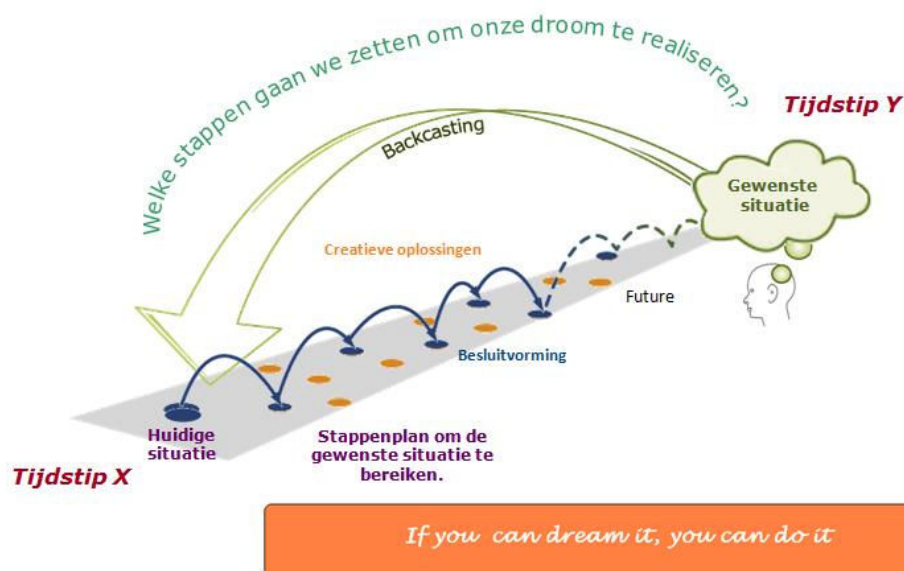 Welke stappen gaan we zetten om onze droom te realiseren?
Tijdstip Y
Backcasting
Gewenste
situatie
Creatieve oplossingen
Future
Besluitvorming
Huidige
situatie
Stappenplan om de
gewenste situatie te
bereiken.
Tijdstip X
If you can dream it, you can do it